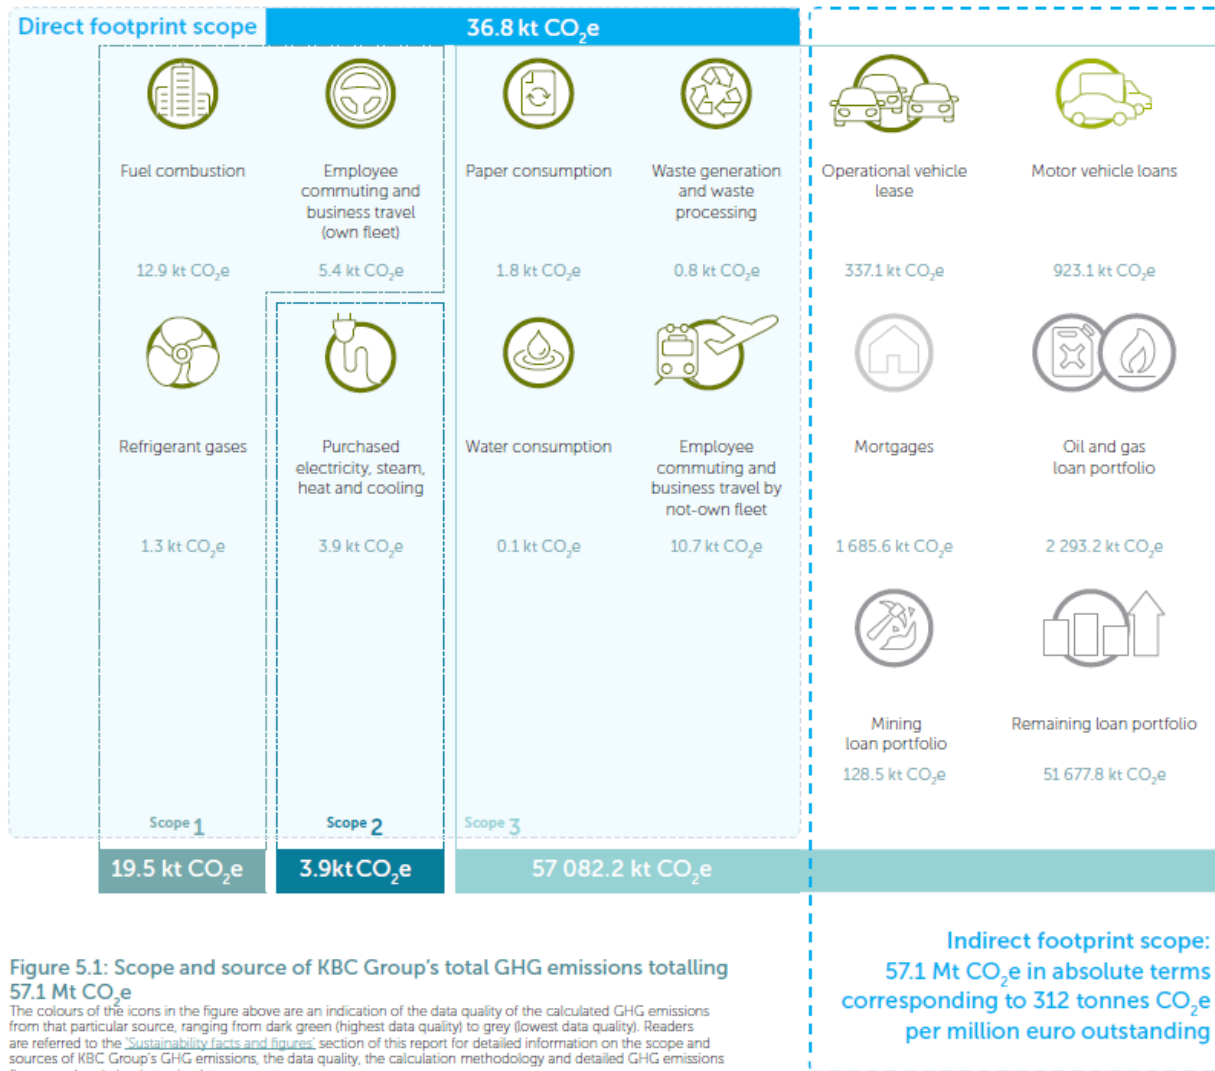 Direct footprint scope
36.8 kt CO₂e
Fuel combustion
12.9 kt CO₂e
Employee
commuting and
business travel
(own fleet)
5.4 kt CO₂e
Paper consumption
1.8 kt CO₂e
Waste generation
and waste
processing
0.8 kt CO₂e
Operational vehicle
lease
337.1 kt CO₂e
Motor vehicle loans
923.1 kt CO₂e
Refrigerant gases
1.3 kt CO₂e
Purchased
electricity, steam,
heat and cooling
3.9 kt CO₂e
Water consumption
0.1 kt CO₂e
Employee
commuting and
business travel by
not-own fleet
10.7 kt CO₂e
Mortgages
1 685.6 kt CO₂e
Oil and gas
loan portfolio
2 293.2 kt CO₂e
Mining
loan portfolio
128.5 kt CO₂e
Remaining loan portfolio
51 677.8 kt CO₂e
Scope 1
Scope 2
Scope 3
19.5 kt CO₂e
3.9kt CO₂e
57 082.2 kt CO₂e
Indirect footprint scope:
57.1 Mt CO₂e in absolute terms
corresponding to 312 tonnes CO₂e
per million euro outstanding
Figure 5.1: Scope and source of KBC Group's total GHG emissions totalling
57.1 Mt CO₂e
The colours of the icons in the figure above are an indication of the data quality of the calculated GHG emissions
from that particular source, ranging from dark green (highest data quality) to grey (lowest data quality). Readers
are referred to the 'Sustainability facts and figures' section of this report for detailed information on the scope and
sources of KBC Group's GHG emissions, the data quality, the calculation methodology and detailed GHG emissions